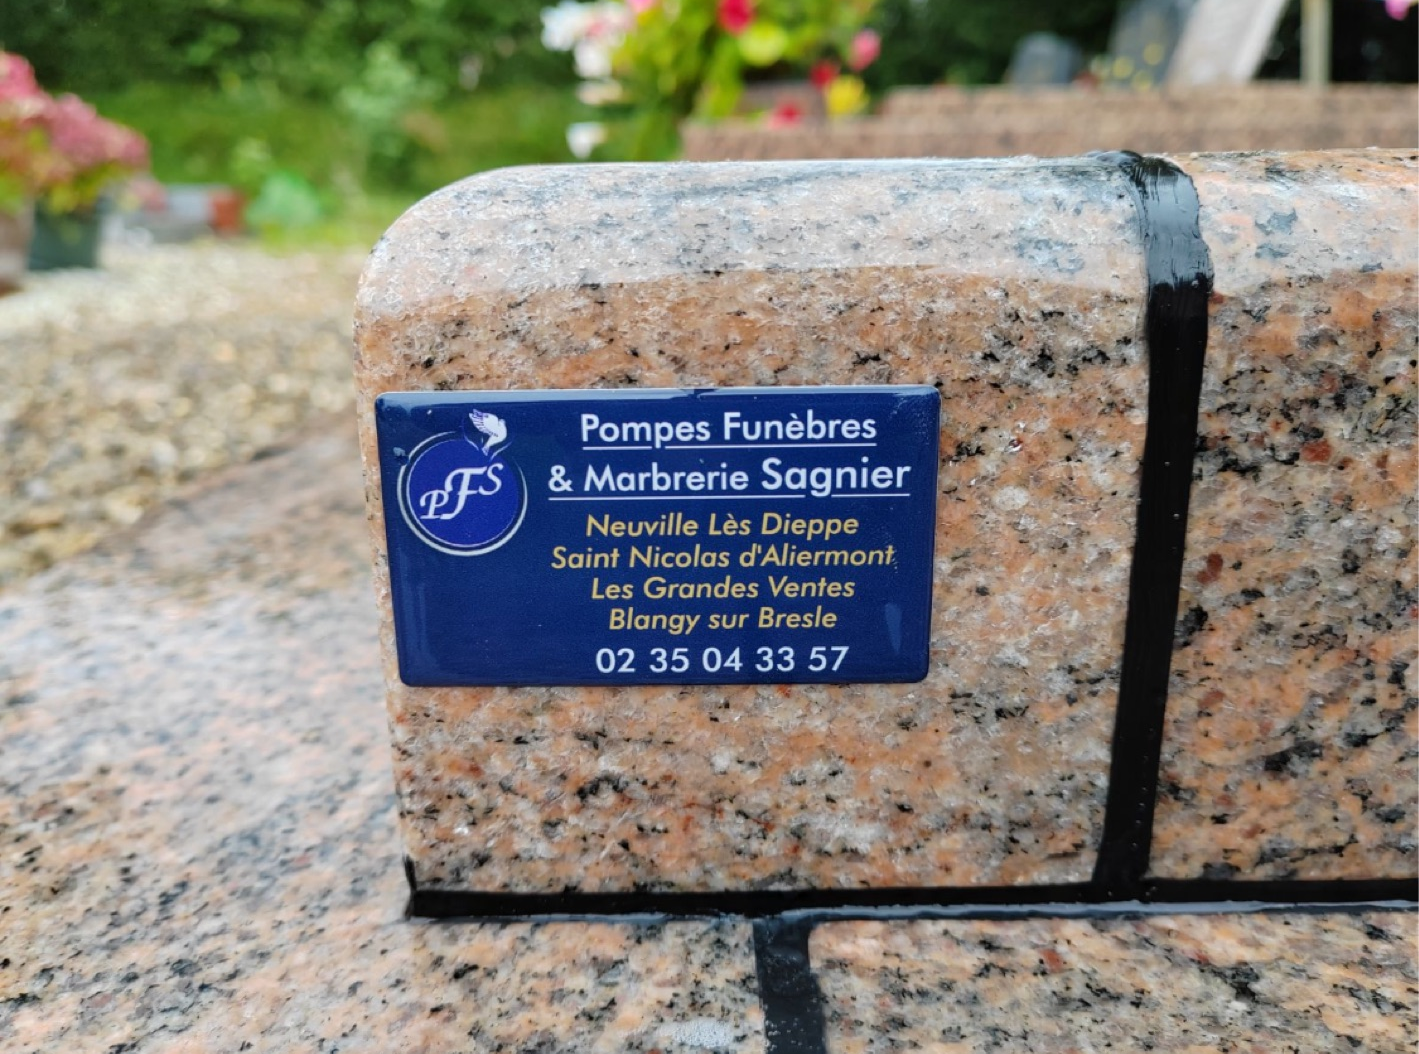 PFS
Pompes Funèbres
& Marbrerie Sagnier
Neuville Lès Dieppe
Saint Nicolas d'Aliermont
Les Grandes Ventes
Blangy sur Bresle
02 35 04 33 57